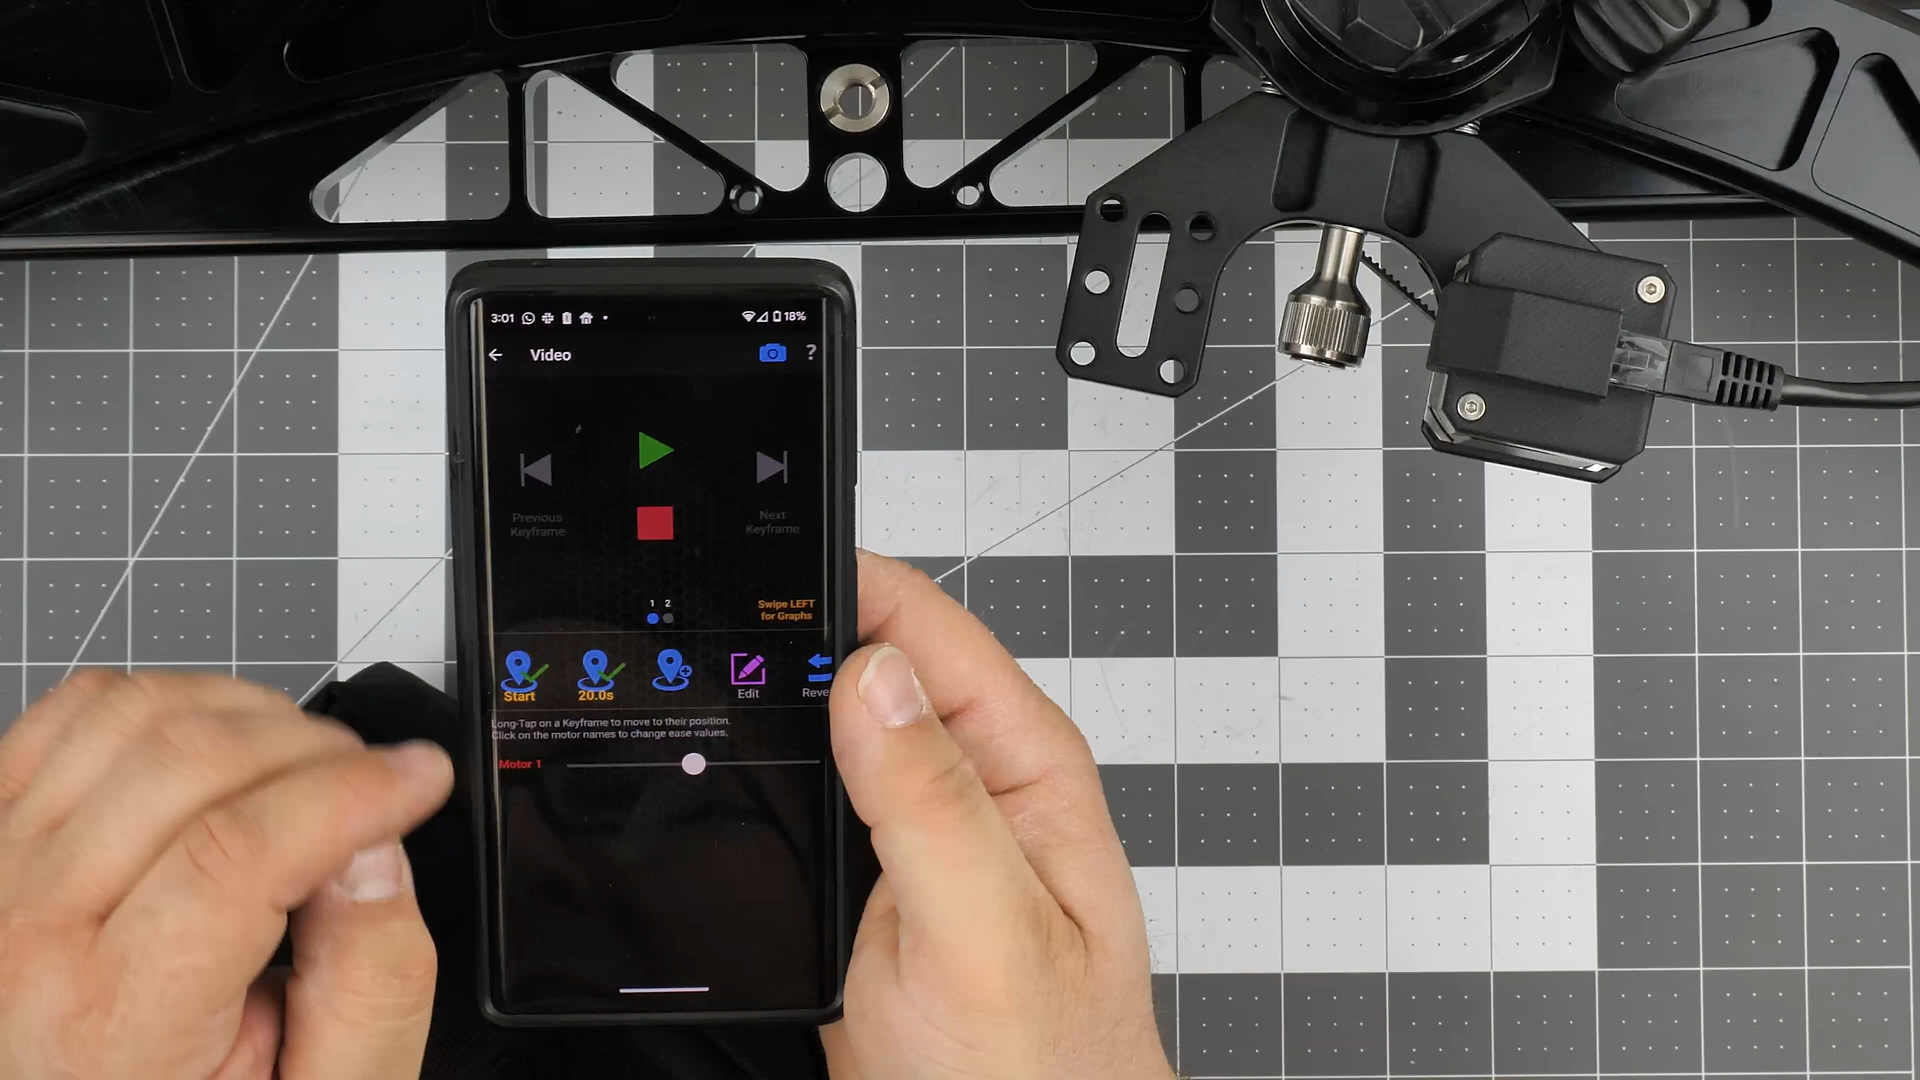 3:01
18%
Video
?
Previous
Keyframe
Next
Keyframe
1 2
Swipe LEFT
for Graphs
Start
20.0s
Edit
Reve
Long-Tap on a Keyframe to move to their position.
Click on the motor names to change ease values.
Motor 1